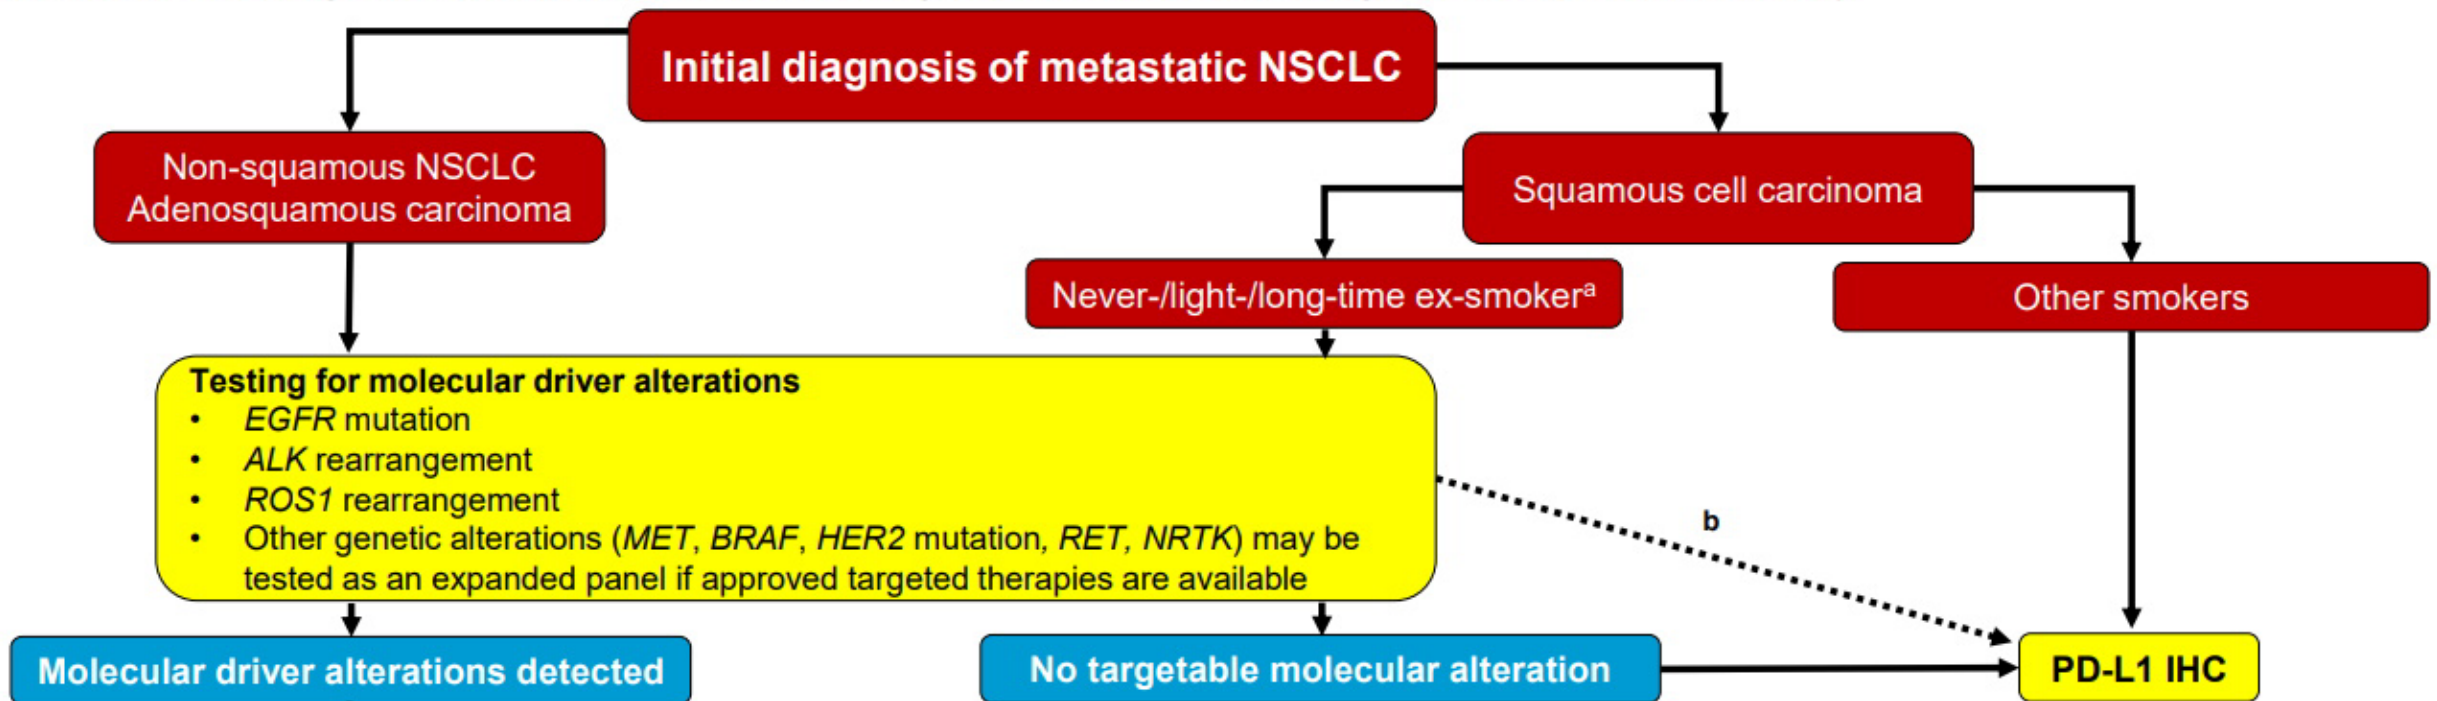 Initial diagnosis of metastatic NSCLC
Non-squamous NSCLC
Adenosquamous carcinoma
Squamous cell carcinoma
Never-/light-/long-time ex-smokerᵃ
Other smokers
Testing for molecular driver alterations
• EGFR mutation
• ALK rearrangement
• ROS1 rearrangement
• Other genetic alterations (MET, BRAF, HER2 mutation, RET, NRTK) may be
tested as an expanded panel if approved targeted therapies are available
b
Molecular driver alterations detected
No targetable molecular alteration
PD-L1 IHC